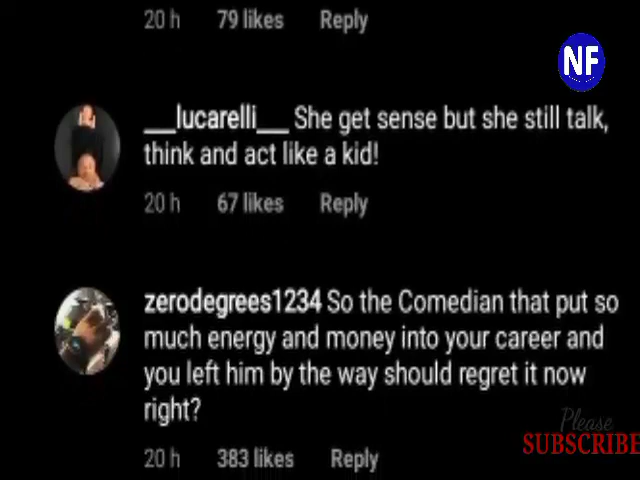 20 h 79 likes Reply
NF
__lucarelli__ She get sense but she still talk,
think and act like a kid!
20 h 67 likes Reply
zerodegrees1234 So the Comedian that put so
much energy and money into your career and
you left him by the way should regret it now
right?
Please
SUBSCRIBE
20 h 383 likes Reply